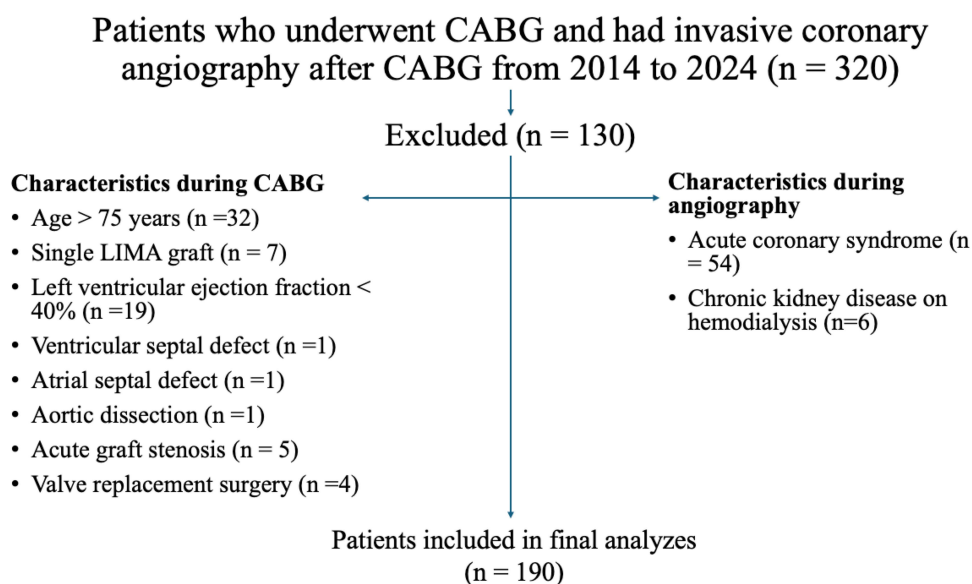 Patients who underwent CABG and had invasive coronary
angiography after CABG from 2014 to 2024 (n = 320)
Excluded (n = 130)
Characteristics during CABG
• Age > 75 years (n =32)
• Single LIMA graft (n = 7)
• Left ventricular ejection fraction <
40% (n =19)
• Ventricular septal defect (n =1)
• Atrial septal defect (n =1)
• Aortic dissection (n =1)
• Acute graft stenosis (n = 5)
• Valve replacement surgery (n =4)
Characteristics during
angiography
• Acute coronary syndrome (n
= 54)
• Chronic kidney disease on
hemodialysis (n=6)
Patients included in final analyzes
(n = 190)